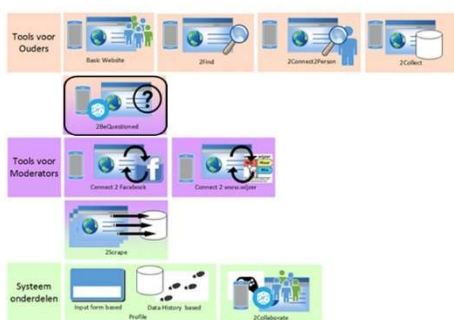 Tools voor
Ouders
Basic Website
2Find
2Connect2Person
2Collect
2BeQuestioned
Tools voor
Moderators
Connect 2 Facebook
Connect 2 www.wijzer
2Scrape
Systeem
onderdelen
Input form based
Data History based
Profile
2Collaborate